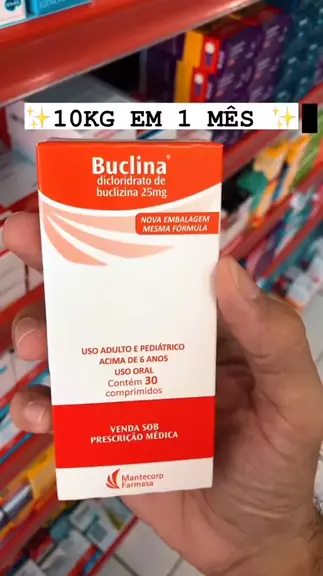 ✨10KG EM 1 MÊS ✨
Buclina®
dicloridrato de
buclizina 25mg
NOVA EMBALAGEM
MESMA FÓRMULA
USO ADULTO E PEDIÁTRICO
ACIMA DE 6 ANOS
USO ORAL
Contém 30
comprimidos
VENDA SOB
PRESCRIÇÃO MÉDICA
Mantecorp
Farmasa